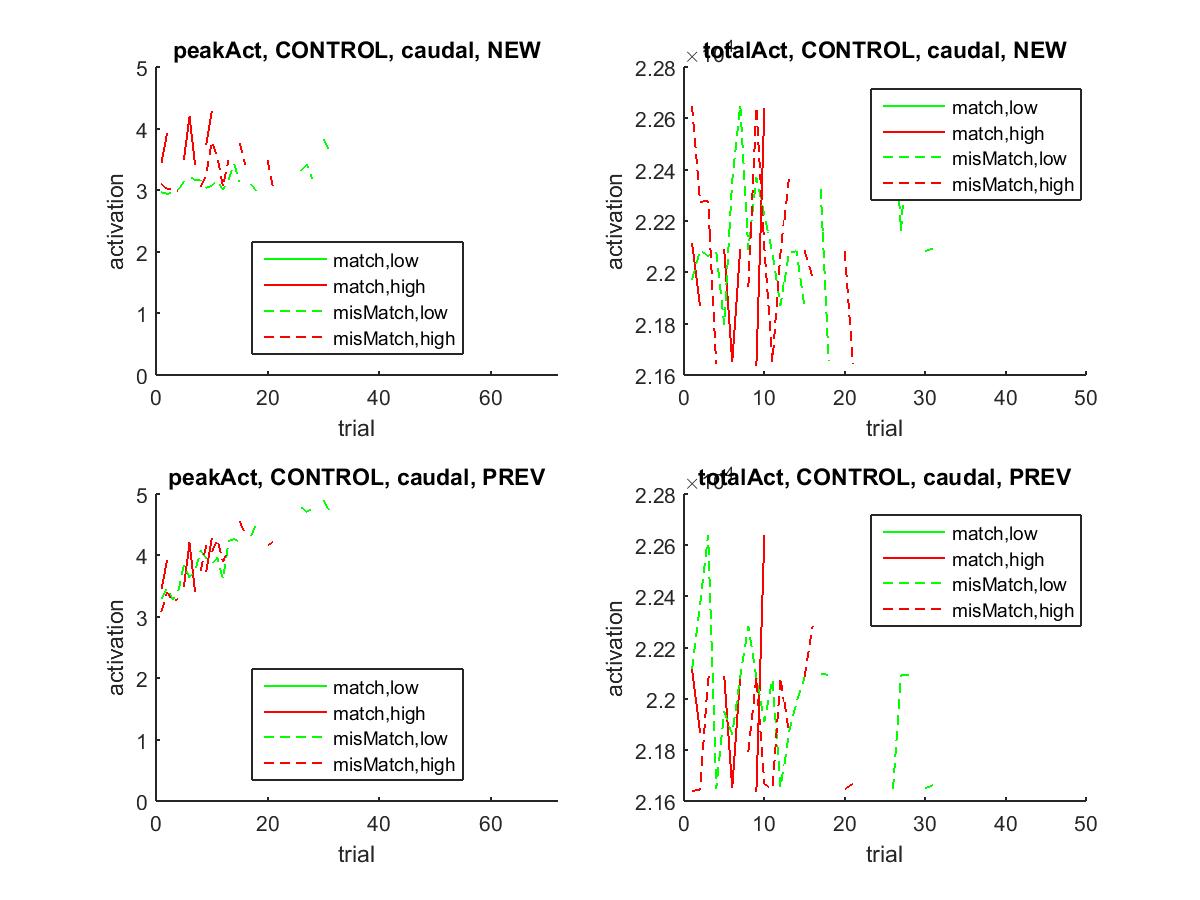 peakAct, CONTROL, caudal, NEW
5
4
3
2
1
0
activation
0 20 40 60
trial
match,low
match,high
misMatch,low
misMatch,high
totalAct, CONTROL, caudal, NEW
× 10^4
2.28
2.26
2.24
2.22
2.2
2.18
2.16
activation
0 10 20 30 40 50
trial
match,low
match,high
misMatch,low
misMatch,high
peakAct, CONTROL, caudal, PREV
5
4
3
2
1
0
activation
0 20 40 60
trial
match,low
match,high
misMatch,low
misMatch,high
totalAct, CONTROL, caudal, PREV
× 10^4
2.28
2.26
2.24
2.22
2.2
2.18
2.16
activation
0 10 20 30 40 50
trial
match,low
match,high
misMatch,low
misMatch,high